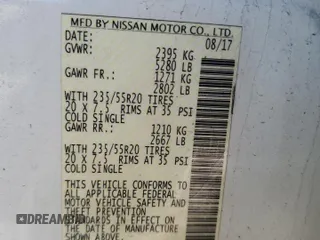 MFD BY NISSAN MOTOR CO., LTD.
DATE: 08/17
GVWR: 2395 KG
5280 LB
GAWR FR.: 1271 KG
2802 LB
WITH 235/55R20 TIRES
20 X 7.5 RIMS AT 35 PSI
COLD SINGLE
GAWR RR.: 1210 KG
2667 LB
WITH 235/55R20 TIRES
20 X 7.5 RIMS AT 35 PSI
COLD SINGLE
THIS VEHICLE CONFORMS TO
ALL APPLICABLE FEDERAL
MOTOR VEHICLE SAFETY AND
THEFT PREVENTION
STANDARDS IN EFFECT ON
THE DATE OF MANUFACTURE
SHOWN ABOVE.